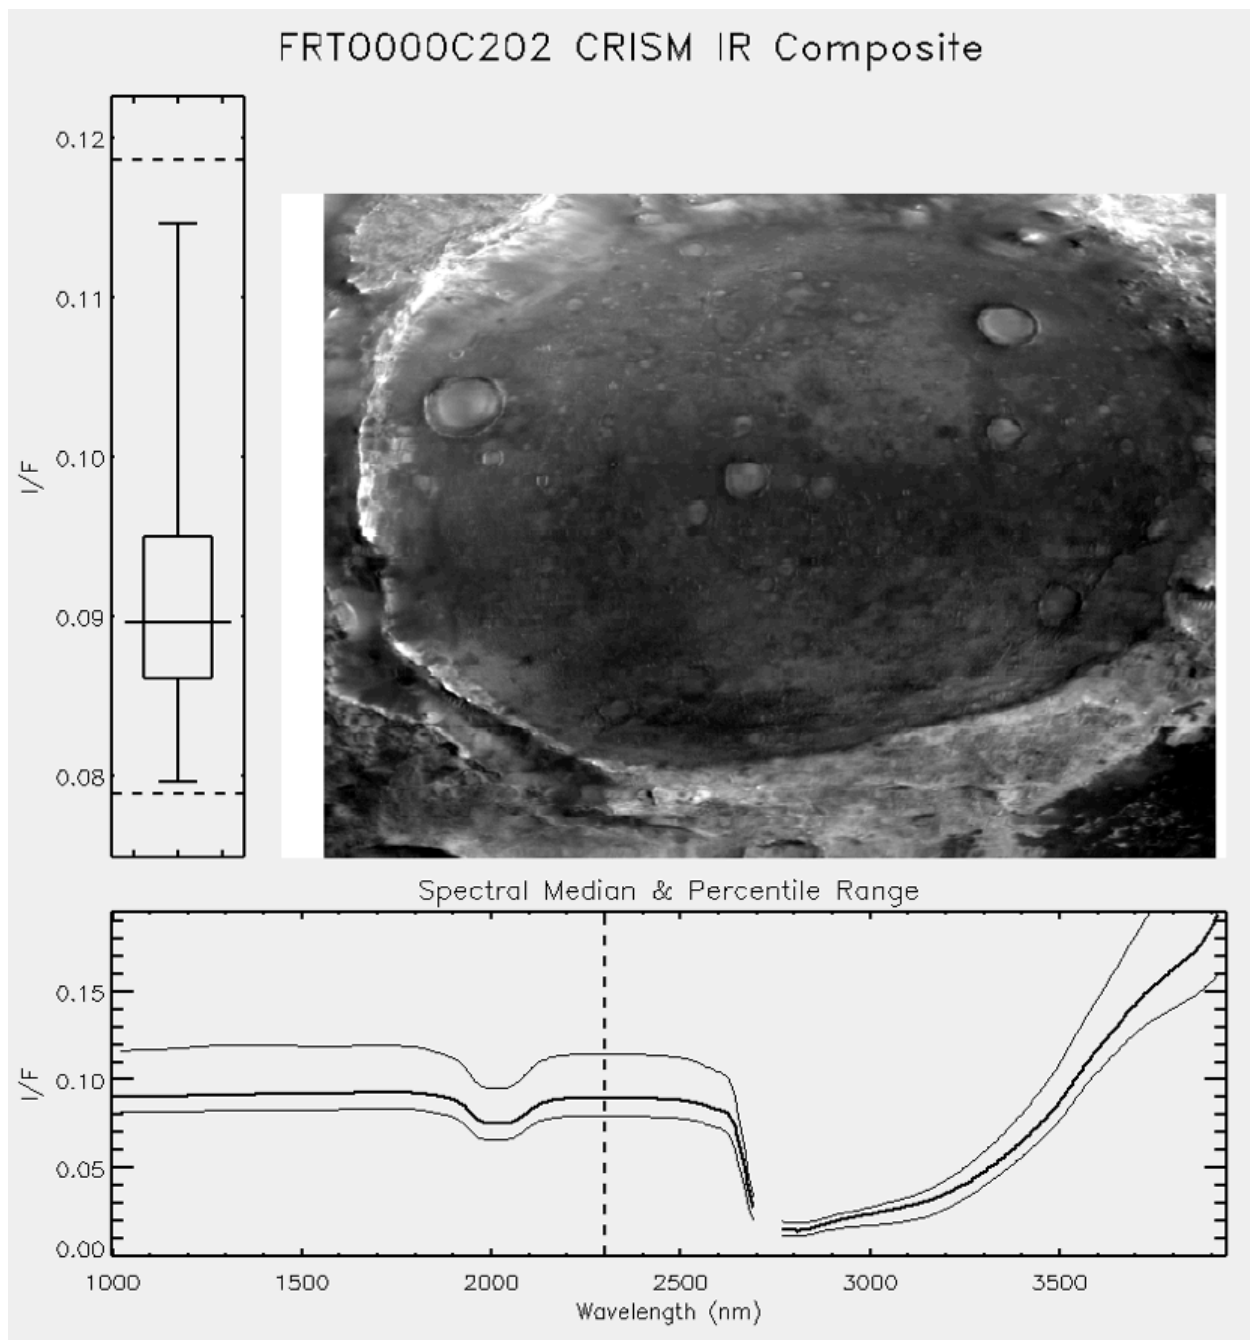 FRT0000C202 CRISM IR Composite
0.12
0.11
0.10
0.09
0.08
I/F
Spectral Median & Percentile Range
0.15
0.10
0.05
0.00
I/F
1000 1500 2000 2500 3000 3500
Wavelength (nm)